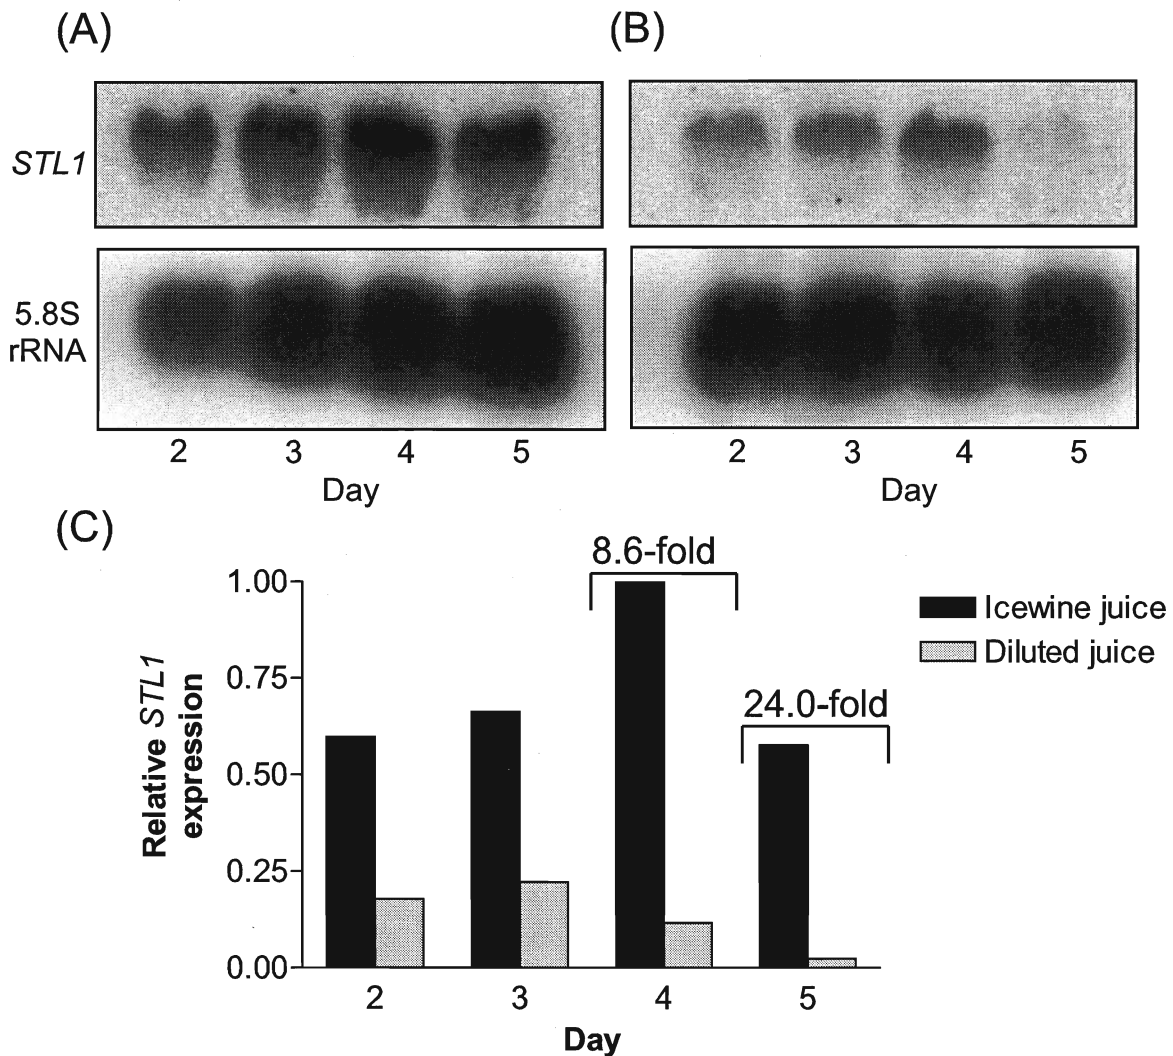 (A)
(B)
STL1
5.8S
rRNA
2 3 4 5
Day
2 3 4 5
Day
(C)
8.6-fold
24.0-fold
Icewine juice
Diluted juice
Relative STL1
expression
1.00
0.75
0.50
0.25
0.00
2 3 4 5
Day